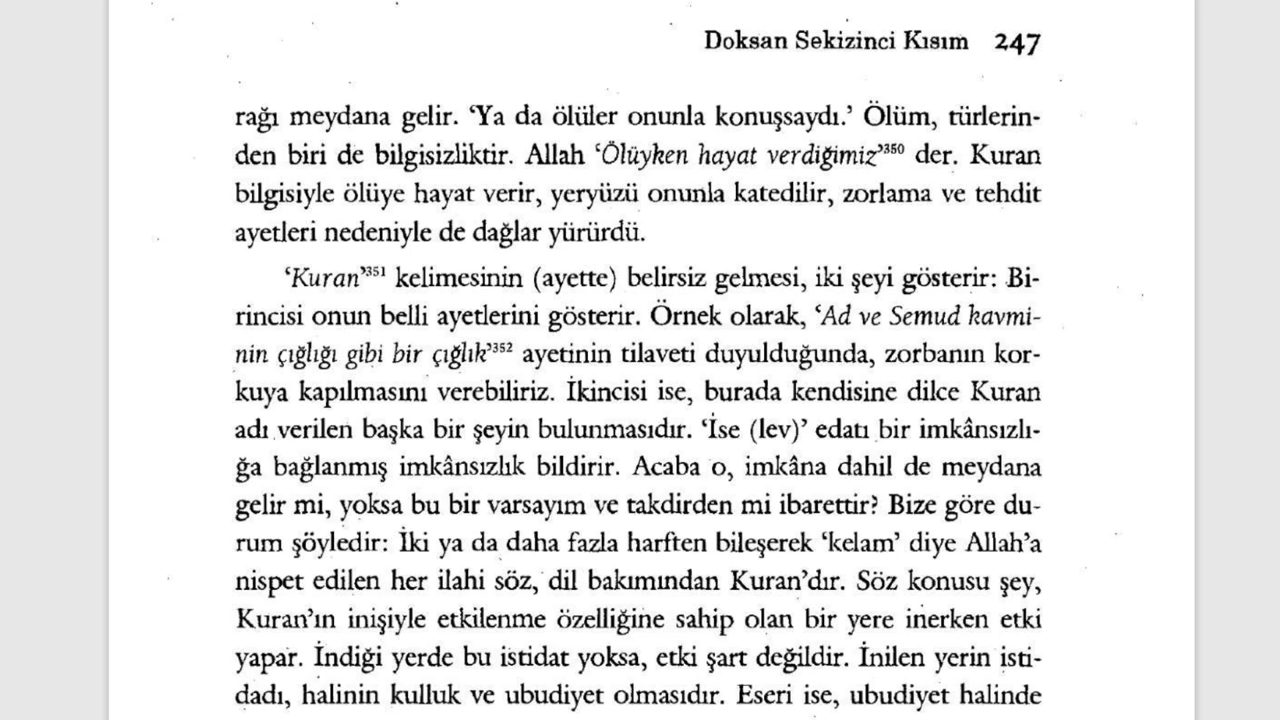 Doksan Sekizinci Kısım 247
rağı meydana gelir. ‘Ya da ölüler onunla konuşsaydı.’ Ölüm, türlerin-
den biri de bilgisizliktir. Allah ‘Ölüyken hayat verdiğimiz’³⁵⁰ der. Kuran
bilgisiyle ölüye hayat verir, yeryüzü onunla katedilir, zorlama ve tehdit
ayetleri nedeniyle de dağlar yürürdü.
‘Kuran’³⁵¹ kelimesinin (ayette) belirsiz gelmesi, iki şeyi gösterir: Bi-
rincisi onun belli ayetlerini gösterir. Örnek olarak, ‘Ad ve Semud kavmi-
nin çığlığı gibi bir çığlık’³⁵² ayetinin tilaveti duyulduğunda, zorbanın kor-
kuya kapılmasını verebiliriz. İkincisi ise, burada kendisine dilce Kuran
adı verilen başka bir şeyin bulunmasıdır. ‘İse (lev)’ edatı bir imkânsızlı-
ğa bağlanmış imkânsızlık bildirir. Acaba o, imkâna dahil de meydana
gelir mi, yoksa bu bir varsayım ve takdirden mi ibarettir? Bize göre du-
rum şöyledir: İki ya da daha fazla harften bileşerek ‘kelam’ diye Allah’a
nispet edilen her ilahi söz, dil bakımından Kuran’dır. Söz konusu şey,
Kuran’ın inişiyle etkilenme özelliğine sahip olan bir yere inerken etki
yapar. İndiği yerde bu istidat yoksa, etki şart değildir. İnilen yerin isti-
dadı, halinin kulluk ve ubudiyet olmasıdır. Eseri ise, ubudiyet halinde